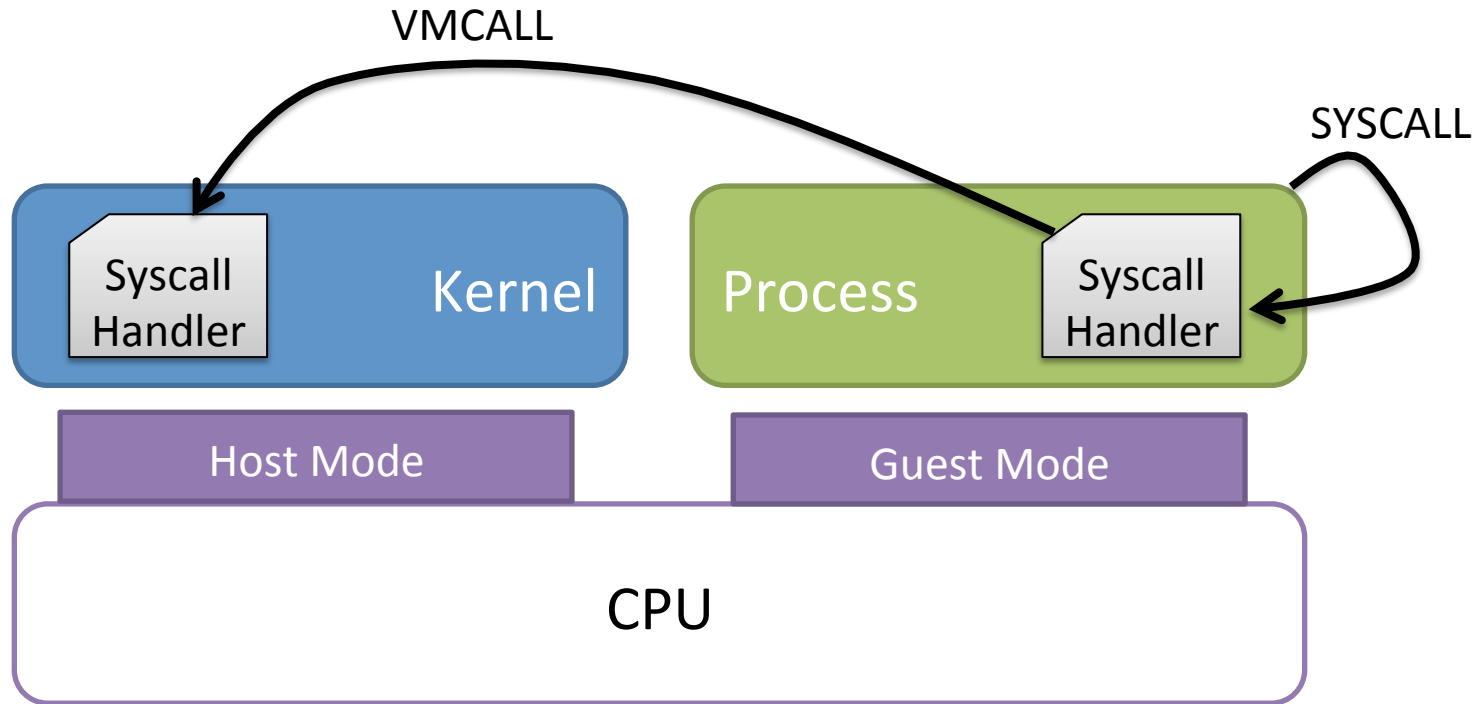 VMCALL
SYSCALL
Syscall
Handler
Kernel
Process
Syscall
Handler
Host Mode
Guest Mode
CPU